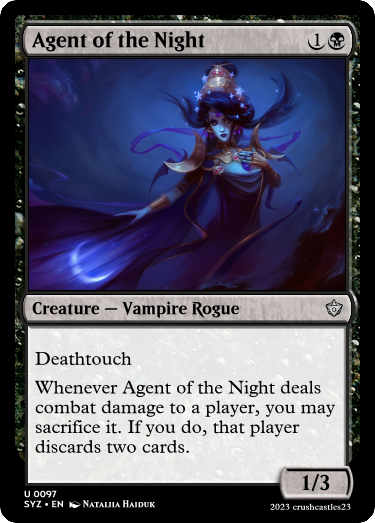 Agent of the Night 1
Creature — Vampire Rogue
Deathtouch
Whenever Agent of the Night deals
combat damage to a player, you may
sacrifice it. If you do, that player
discards two cards.
1/3
U 0097
SYZ • EN Nataliia Haiduk
2023 crushcastles23